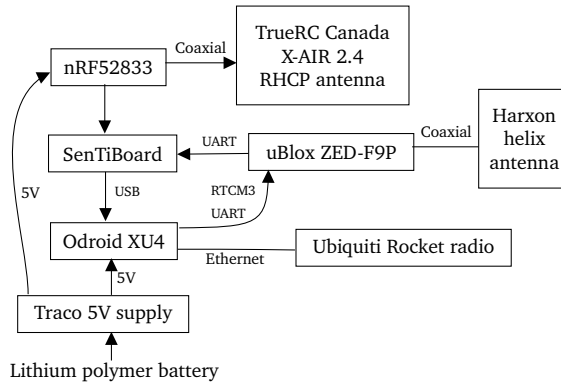 Coaxial
TrueRC Canada
X-AIR 2.4
RHCP antenna
nRF52833
Harxon
helix
antenna
Coaxial
UART
SenTiBoard
uBlox ZED-F9P
5V
USB
RTCM3
UART
Odroid XU4
Ethernet
Ubiquiti Rocket radio
5V
Traco 5V supply
Lithium polymer battery